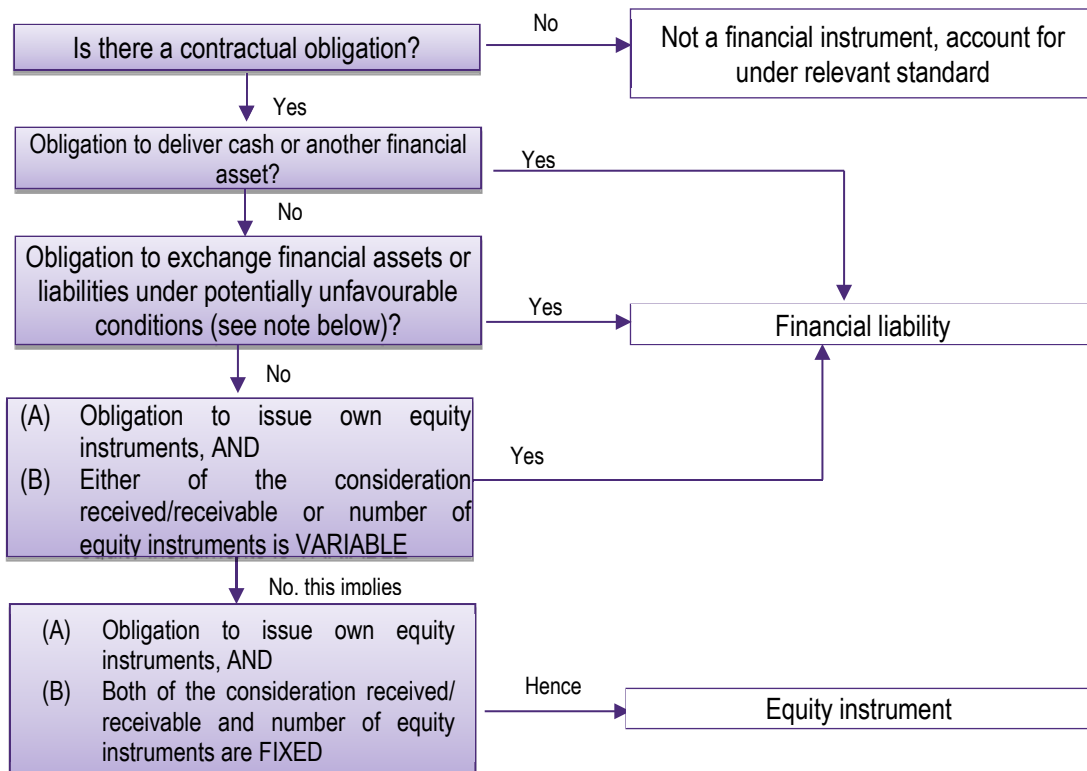 Is there a contractual obligation?
No
Not a financial instrument, account for
under relevant standard
Yes
Obligation to deliver cash or another financial
asset?
Yes
No
Obligation to exchange financial assets or
liabilities under potentially unfavourable
conditions (see note below)?
Yes
Financial liability
No
(A) Obligation to issue own equity
instruments, AND
(B) Either of the consideration
received/receivable or number of
equity instruments is VARIABLE
Yes
No, this implies
(A) Obligation to issue own equity
instruments, AND
(B) Both of the consideration received/
receivable and number of equity
instruments are FIXED
Hence
Equity instrument